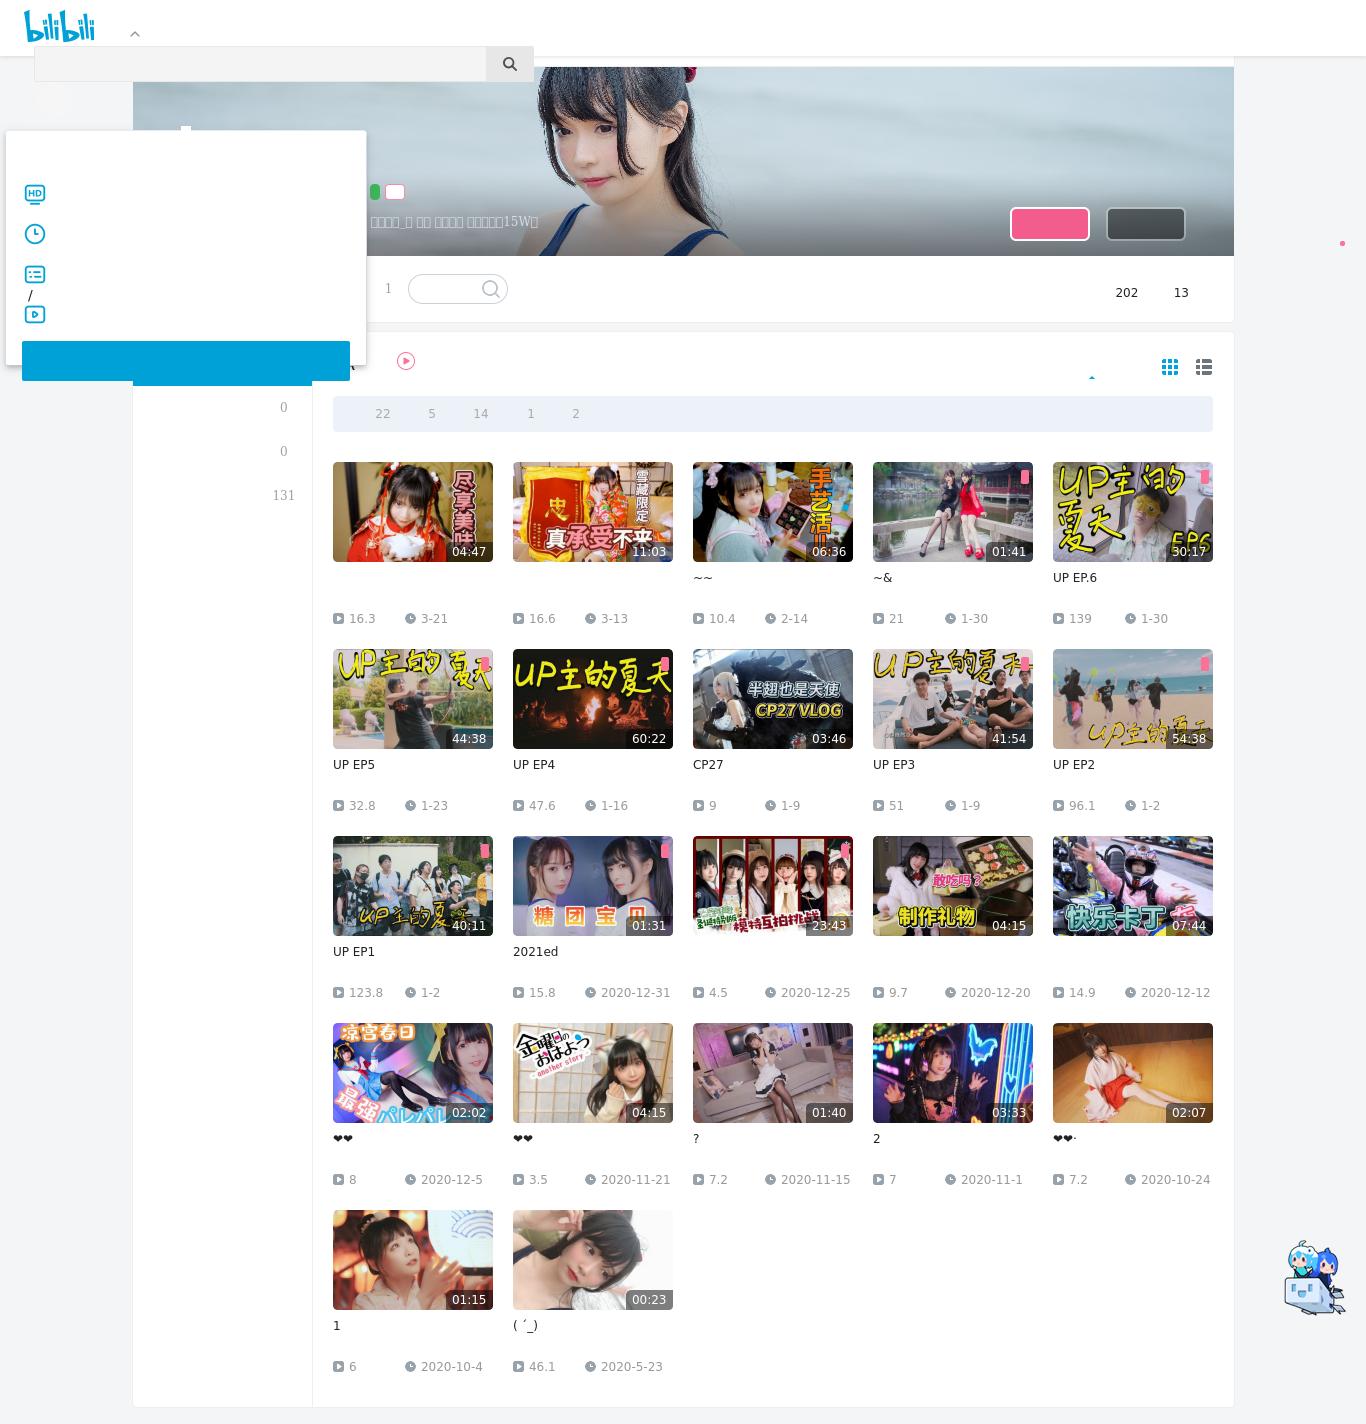 bilibili
▯▯▯▯_▯ ▯▯ ▯▯▯▯ ▯▯▯▯▯15W▯
HD
/
1
202 13
22 5 14 1 2
0
0
131
尽享美味
04:47
雪藏限定
忠
真承受不来
11:03
手艺活!!
06:36
01:41
UP主的夏天
EP6
30:17
~~
~&
UP EP.6
16.3 3-21
16.6 3-13
10.4 2-14
21 1-30
139 1-30
UP主的夏天
44:38
UP主的夏天
60:22
半翅也是天使
CP27 VLOG
03:46
UP主的夏天
41:54
UP主的夏天
54:38
UP EP5
UP EP4
CP27
UP EP3
UP EP2
32.8 1-23
47.6 1-16
9 1-9
51 1-9
96.1 1-2
UP主的夏天
40:11
糖团宝贝
01:31
模特互拍挑战
23:43
敢吃吗?
制作礼物
04:15
快乐卡丁
07:44
UP EP1
2021ed
123.8 1-2
15.8 2020-12-31
4.5 2020-12-25
9.7 2020-12-20
14.9 2020-12-12
凉宫春日
最强パレパレ
02:02
金曜日のおはよう
another story
04:15
01:40
03:33
02:07
❤❤
❤❤
?
2
❤❤·
8 2020-12-5
3.5 2020-11-21
7.2 2020-11-15
7 2020-11-1
7.2 2020-10-24
01:15
00:23
1
( ´_)
6 2020-10-4
46.1 2020-5-23